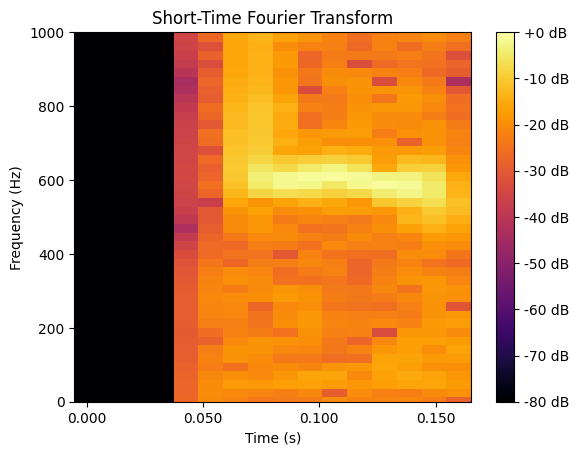 Short-Time Fourier Transform
Frequency (Hz)
1000
800
600
400
200
0
0.000
0.050
0.100
0.150
Time (s)
+0 dB
-10 dB
-20 dB
-30 dB
-40 dB
-50 dB
-60 dB
-70 dB
-80 dB